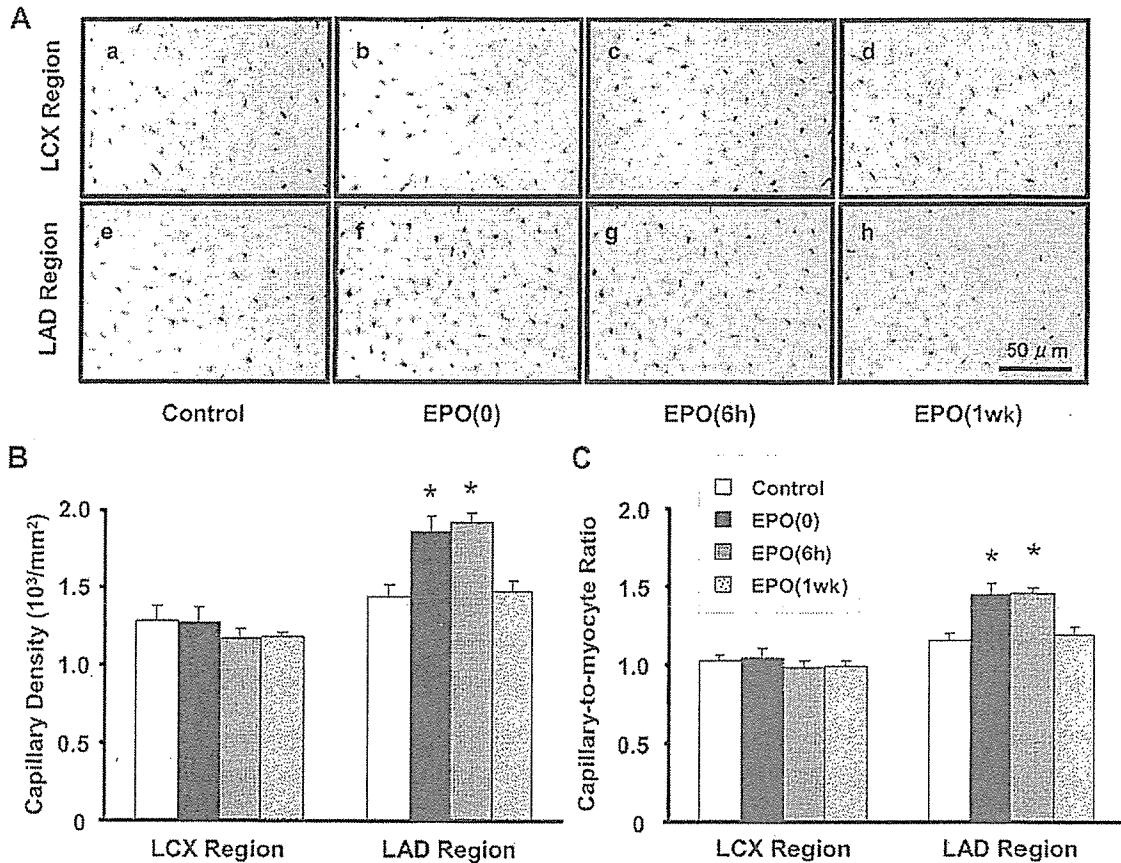 A
LCX Region
a
b
c
d
LAD Region
e
f
g
h
50 μm
Control
EPO(0)
EPO(6h)
EPO(1wk)
B
Capillary Density (10³/mm²)
2.0
1.5
1.0
0.5
0
* *
LCX Region
LAD Region
C
Capillary-to-myocyte Ratio
2.0
1.5
1.0
0.5
0
Control
EPO(0)
EPO(6h)
EPO(1wk)
* *
LCX Region
LAD Region